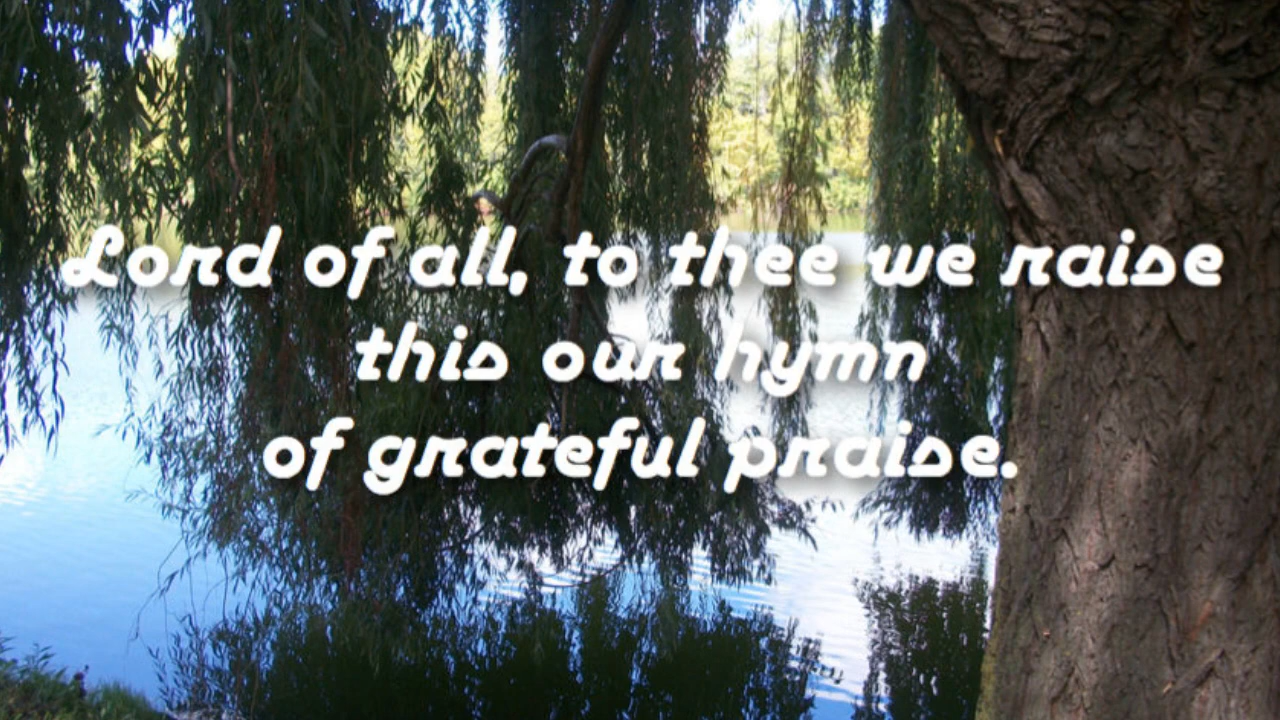 Lord of all, to thee we raise
this our hymn
of grateful praise.